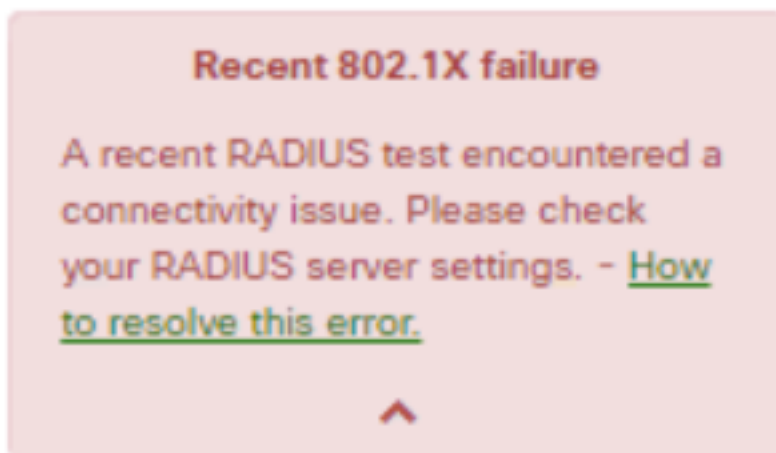 Recent 802.1X failure
A recent RADIUS test encountered a
connectivity issue. Please check
your RADIUS server settings. - How
to resolve this error.